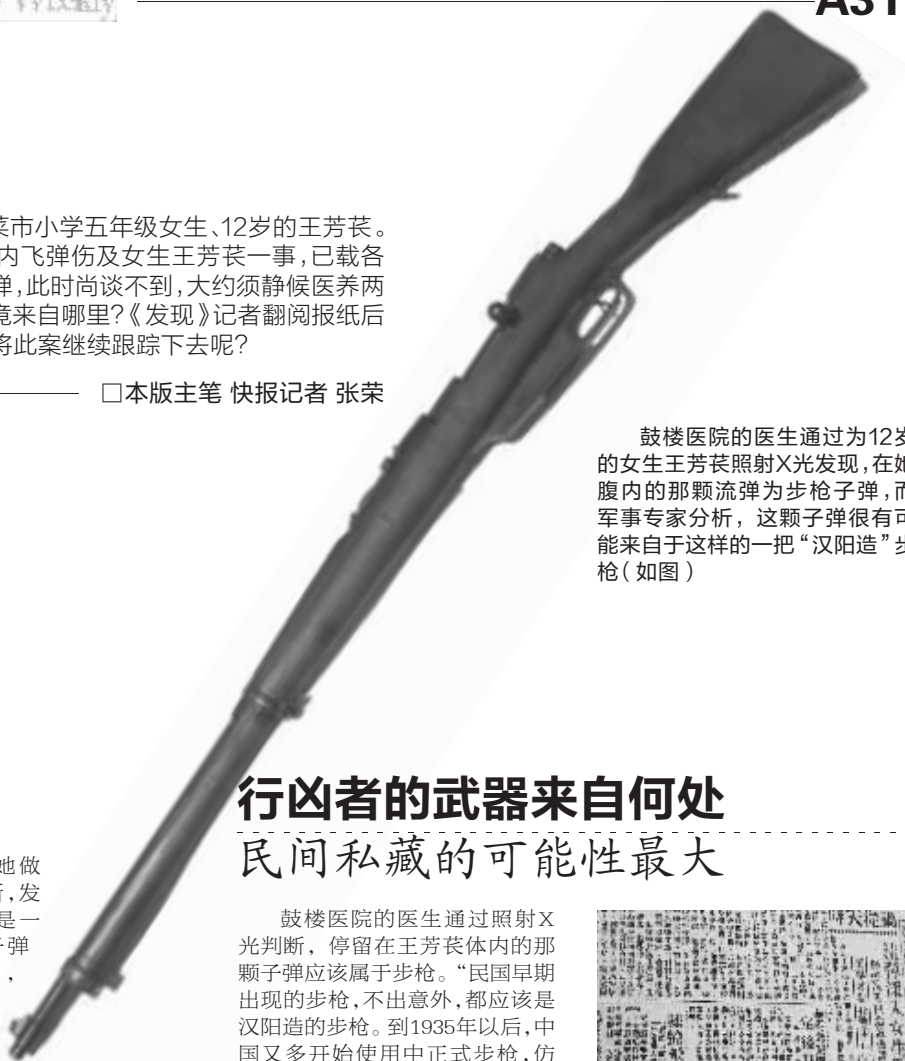 A31
菜市小学五年级女生、12岁的王芳苌。
内飞弹伤及女生王芳苌一事,已载各
弹,此时尚谈不到,大约须静候医养两
竟来自哪里?《发现》记者翻阅报纸后
将此案继续跟踪下去呢?
□本版主笔 快报记者 张荣
鼓楼医院的医生通过为12岁
的女生王芳苌照射X光发现,在她
腹内的那颗流弹为步枪子弹,而
军事专家分析，这颗子弹很有可
能来自于这样的一把“汉阳造”步
枪(如图)
行凶者的武器来自何处
民间私藏的可能性最大
她做
析,发
是一
子弹
，
鼓楼医院的医生通过照射X
光判断，停留在王芳苌体内的那
颗子弹应该属于步枪。“民国早期
出现的步枪,不出意外,都应该是
汉阳造的步枪。到1935年以后,中
国又多开始使用中正式步枪,仿